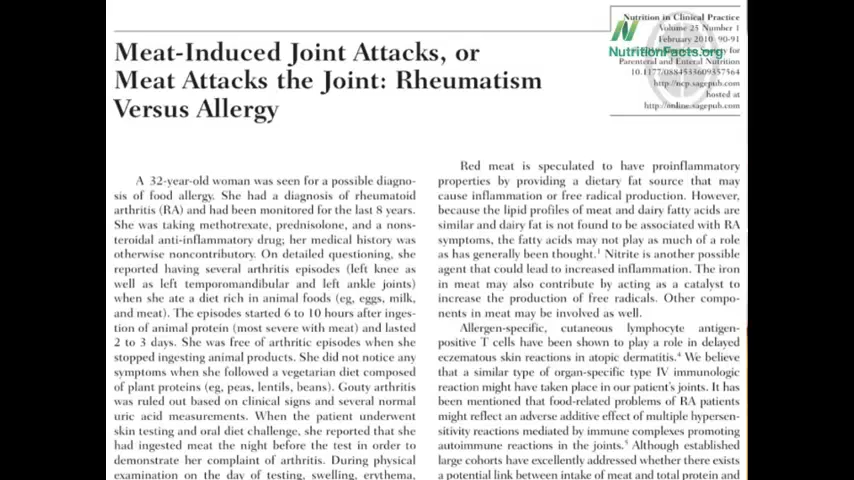 Nutrition in Clinical Practice
Volume 25 Number 1
February 2010 90-91
NutritionFacts.org for
Parenteral and Enteral Nutrition
10.1177/0884533609357564
http://ncp.sagepub.com
hosted at
http://online.sagepub.com
Meat-Induced Joint Attacks, or
Meat Attacks the Joint: Rheumatism
Versus Allergy
A 32-year-old woman was seen for a possible diagno-
sis of food allergy. She had a diagnosis of rheumatoid
arthritis (RA) and had been monitored for the last 8 years.
She was taking methotrexate, prednisolone, and a nons-
teroidal anti-inflammatory drug; her medical history was
otherwise noncontributory. On detailed questioning, she
reported having several arthritis episodes (left knee as
well as left temporomandibular and left ankle joints)
when she ate a diet rich in animal foods (eg, eggs, milk,
and meat). The episodes started 6 to 10 hours after inges-
tion of animal protein (most severe with meat) and lasted
2 to 3 days. She was free of arthritic episodes when she
stopped ingesting animal products. She did not notice any
symptoms when she followed a vegetarian diet composed
of plant proteins (eg, peas, lentils, beans). Gouty arthritis
was ruled out based on clinical signs and several normal
uric acid measurements. When the patient underwent
skin testing and oral diet challenge, she reported that she
had ingested meat the night before the test in order to
demonstrate her complaint of arthritis. During physical
examination on the day of testing, swelling, erythema,
Red meat is speculated to have proinflammatory
properties by providing a dietary fat source that may
cause inflammation or free radical production. However,
because the lipid profiles of meat and dairy fatty acids are
similar and dairy fat is not found to be associated with RA
symptoms, the fatty acids may not play as much of a role
as has generally been thought.¹ Nitrite is another possible
agent that could lead to increased inflammation. The iron
in meat may also contribute by acting as a catalyst to
increase the production of free radicals. Other compo-
nents in meat may be involved as well.
Allergen-specific, cutaneous lymphocyte antigen-
positive T cells have been shown to play a role in delayed
eczematous skin reactions in atopic dermatitis.⁴ We believe
that a similar type of organ-specific type IV immunologic
reaction might have taken place in our patient's joints. It has
been mentioned that food-related problems of RA patients
might reflect an adverse additive effect of multiple hypersen-
sitivity reactions mediated by immune complexes promoting
autoimmune reactions in the joints.⁵ Although established
large cohorts have excellently addressed whether there exists
a potential link between intake of meat and total protein and